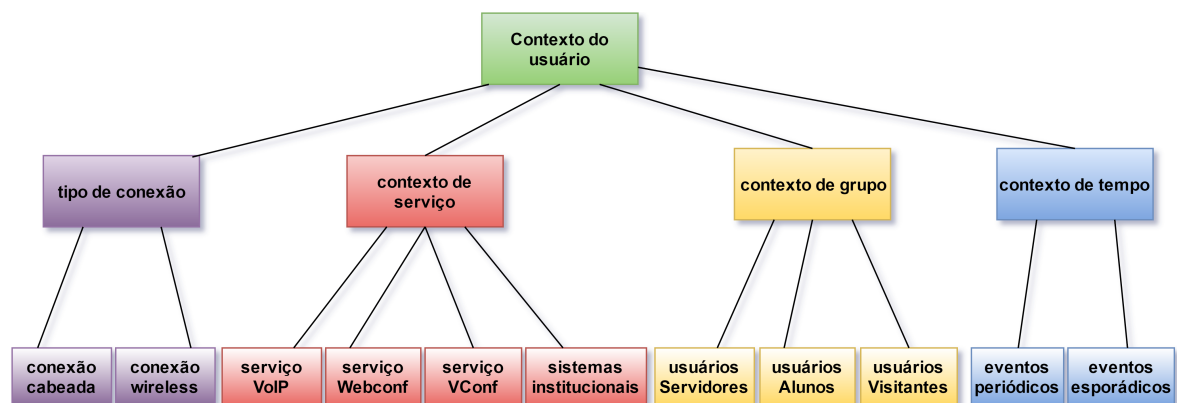 Contexto do
usuário
tipo de conexão
contexto de
serviço
contexto de grupo
contexto de tempo
conexão
cabeada
conexão
wireless
serviço
VoIP
serviço
Webconf
serviço
VConf
sistemas
institucionais
usuários
Servidores
usuários
Alunos
usuários
Visitantes
eventos
periódicos
eventos
esporádicos